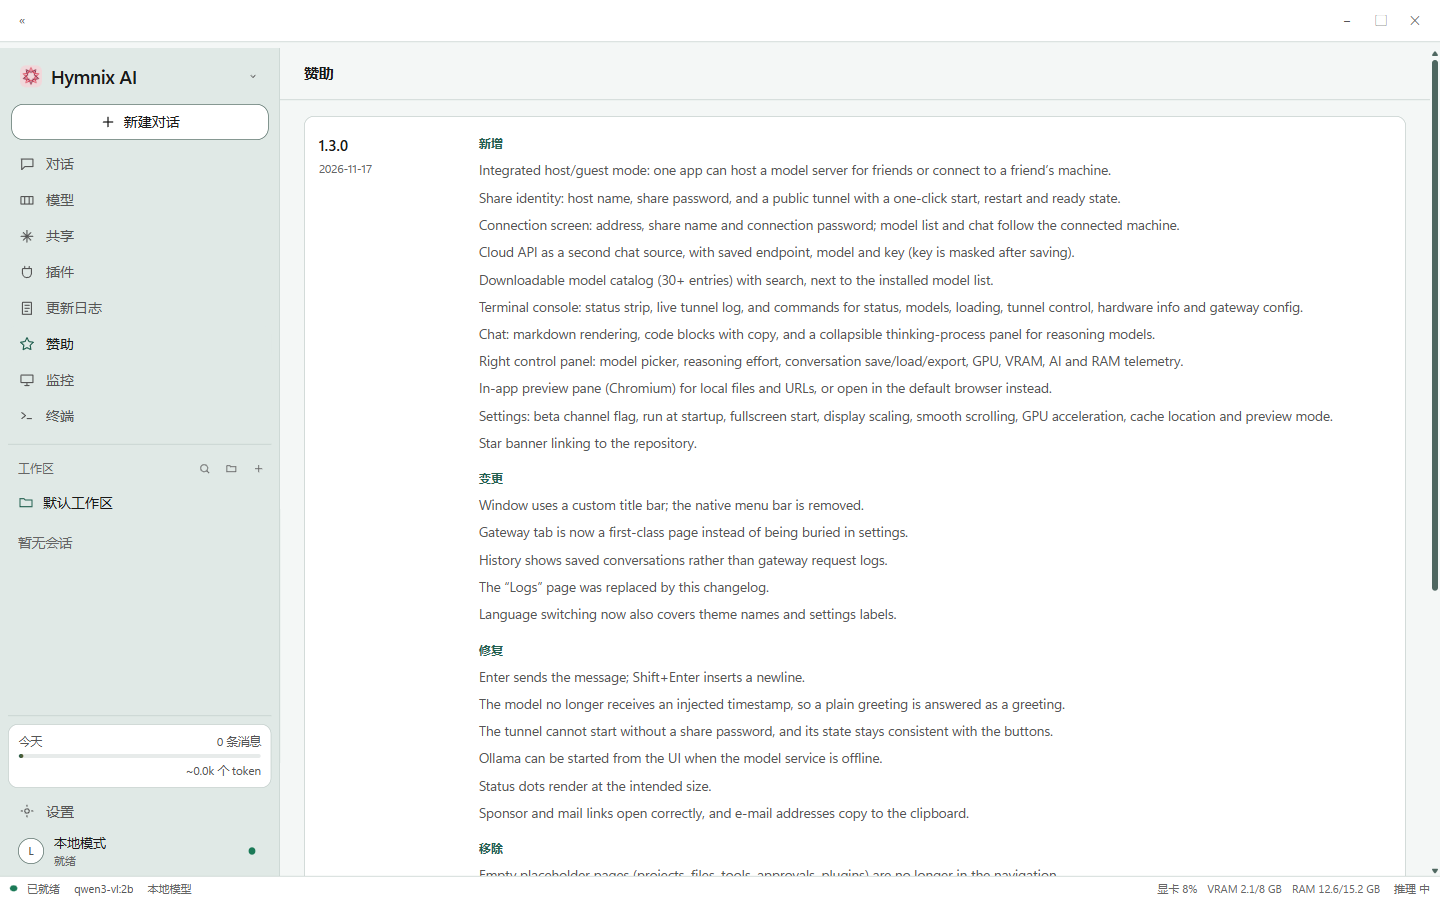 «
Hymnix AI
新建对话
对话
模型
共享
插件
更新日志
赞助
监控
终端
工作区
默认工作区
暂无会话
今天 0 条消息
~0.0k 个 token
设置
L
本地模式
就绪
赞助
1.3.0
2026-11-17
新增
Integrated host/guest mode: one app can host a model server for friends or connect to a friend’s machine.
Share identity: host name, share password, and a public tunnel with a one-click start, restart and ready state.
Connection screen: address, share name and connection password; model list and chat follow the connected machine.
Cloud API as a second chat source, with saved endpoint, model and key (key is masked after saving).
Downloadable model catalog (30+ entries) with search, next to the installed model list.
Terminal console: status strip, live tunnel log, and commands for status, models, loading, tunnel control, hardware info and gateway config.
Chat: markdown rendering, code blocks with copy, and a collapsible thinking-process panel for reasoning models.
Right control panel: model picker, reasoning effort, conversation save/load/export, GPU, VRAM, AI and RAM telemetry.
In-app preview pane (Chromium) for local files and URLs, or open in the default browser instead.
Settings: beta channel flag, run at startup, fullscreen start, display scaling, smooth scrolling, GPU acceleration, cache location and preview mode.
Star banner linking to the repository.
变更
Window uses a custom title bar; the native menu bar is removed.
Gateway tab is now a first-class page instead of being buried in settings.
History shows saved conversations rather than gateway request logs.
The “Logs” page was replaced by this changelog.
Language switching now also covers theme names and settings labels.
修复
Enter sends the message; Shift+Enter inserts a newline.
The model no longer receives an injected timestamp, so a plain greeting is answered as a greeting.
The tunnel cannot start without a share password, and its state stays consistent with the buttons.
Ollama can be started from the UI when the model service is offline.
Status dots render at the intended size.
Sponsor and mail links open correctly, and e-mail addresses copy to the clipboard.
移除
Empty placeholder pages (projects, files, tools, approvals, plugins) are no longer in the navigation.
已就绪 qwen3-vl:2b 本地模型
显卡 8% VRAM 2.1/8 GB RAM 12.6/15.2 GB 推理 中